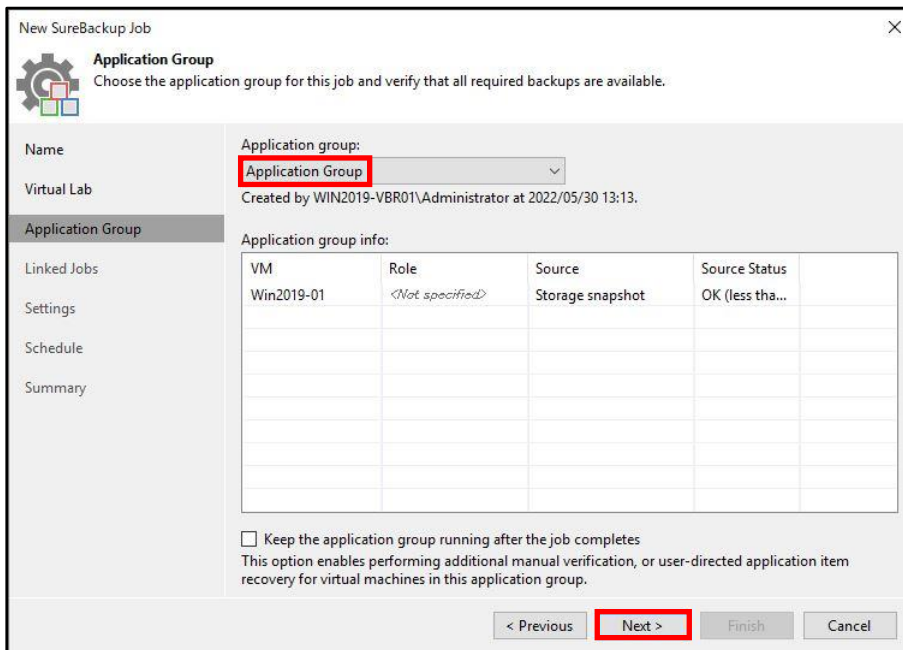 New SureBackup Job
Application Group
Choose the application group for this job and verify that all required backups are available.
Name
Virtual Lab
Application Group
Linked Jobs
Settings
Schedule
Summary
Application group:
Application Group
Created by WIN2019-VBR01\Administrator at 2022/05/30 13:13.
Application group info:
VM Role Source Source Status
Win2019-01 <Not specified> Storage snapshot OK (less tha...
Keep the application group running after the job completes
This option enables performing additional manual verification, or user-directed application item
recovery for virtual machines in this application group.
< Previous Next > Finish Cancel